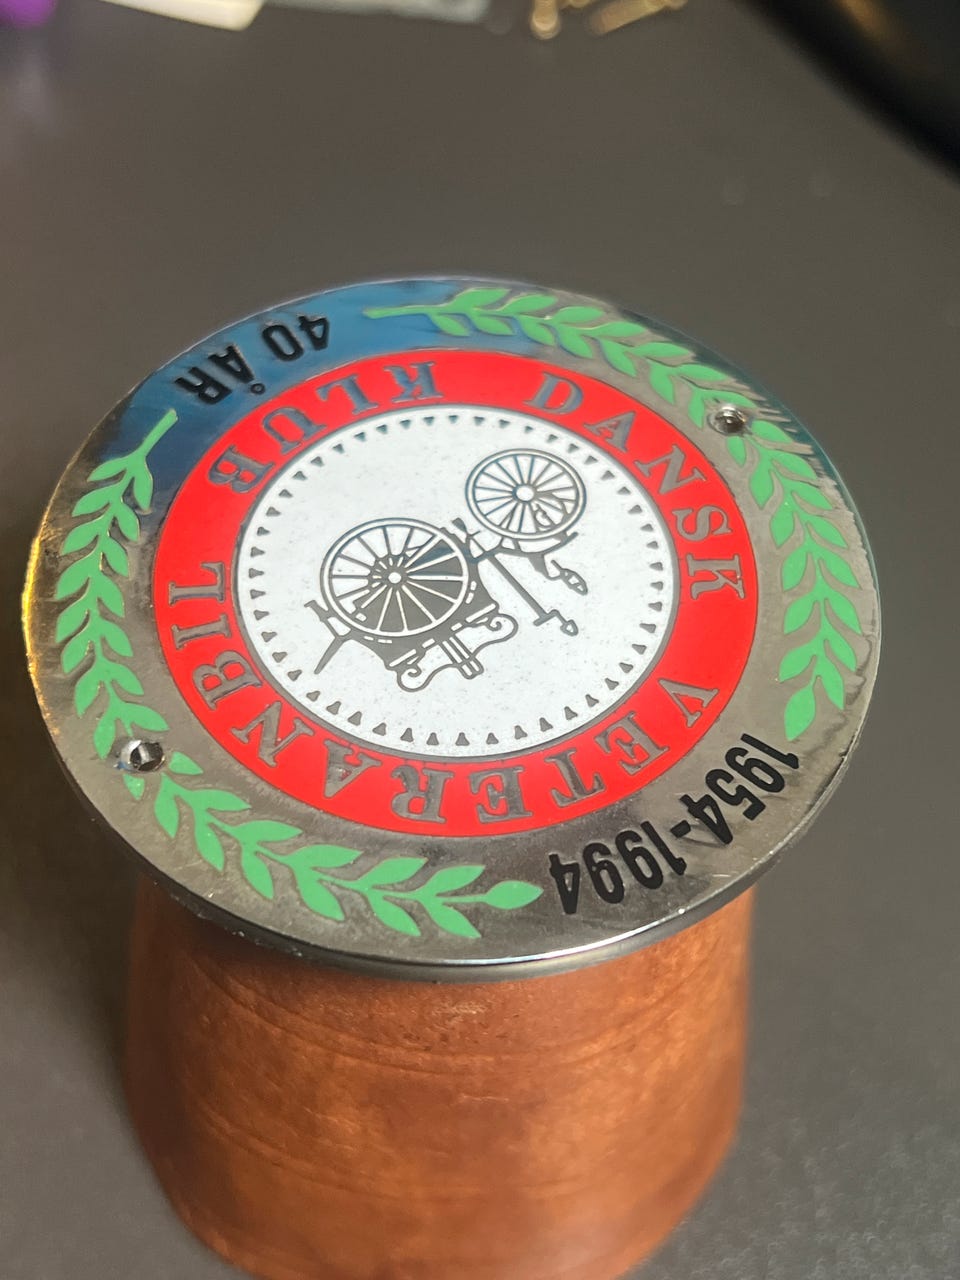 DANSK VETERANBIL KLUB
1954-1994
40 ÅR